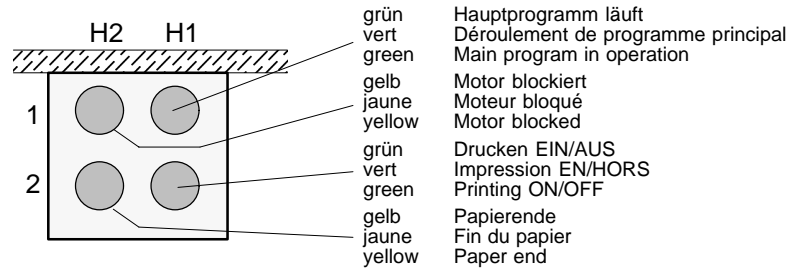 H2 H1
1
2
grün Hauptprogramm läuft
vert Déroulement de programme principal
green Main program in operation
gelb Motor blockiert
jaune Moteur bloqué
yellow Motor blocked
grün Drucken EIN/AUS
vert Impression EN/HORS
green Printing ON/OFF
gelb Papierende
jaune Fin du papier
yellow Paper end